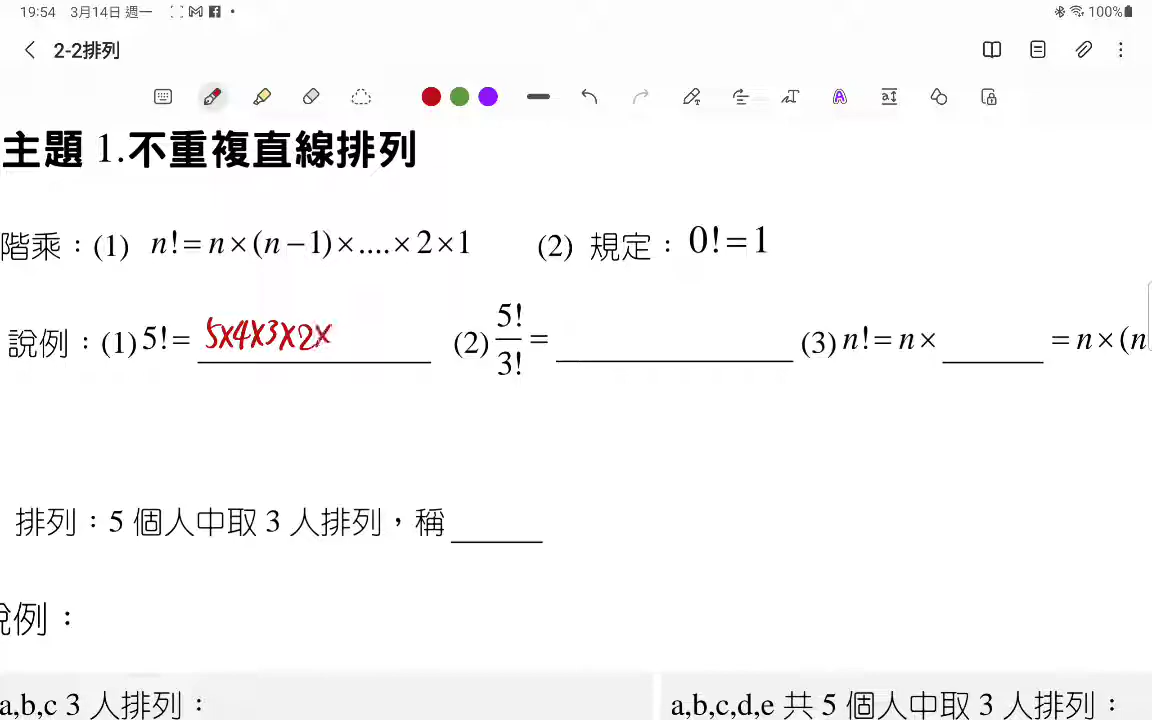 19:54 3月14日 週一 100%
2-2排列
主題 1.不重複直線排列
階乘：(1) n!=n×(n−1)×....×2×1 (2) 規定：0!=1
說例：(1) 5!= 5×4×3×2× (2) 5!/3! = (3) n!=n× =n×(n
排列：5 個人中取 3 人排列，稱
說例：
a,b,c 3 人排列： a,b,c,d,e 共 5 個人中取 3 人排列：